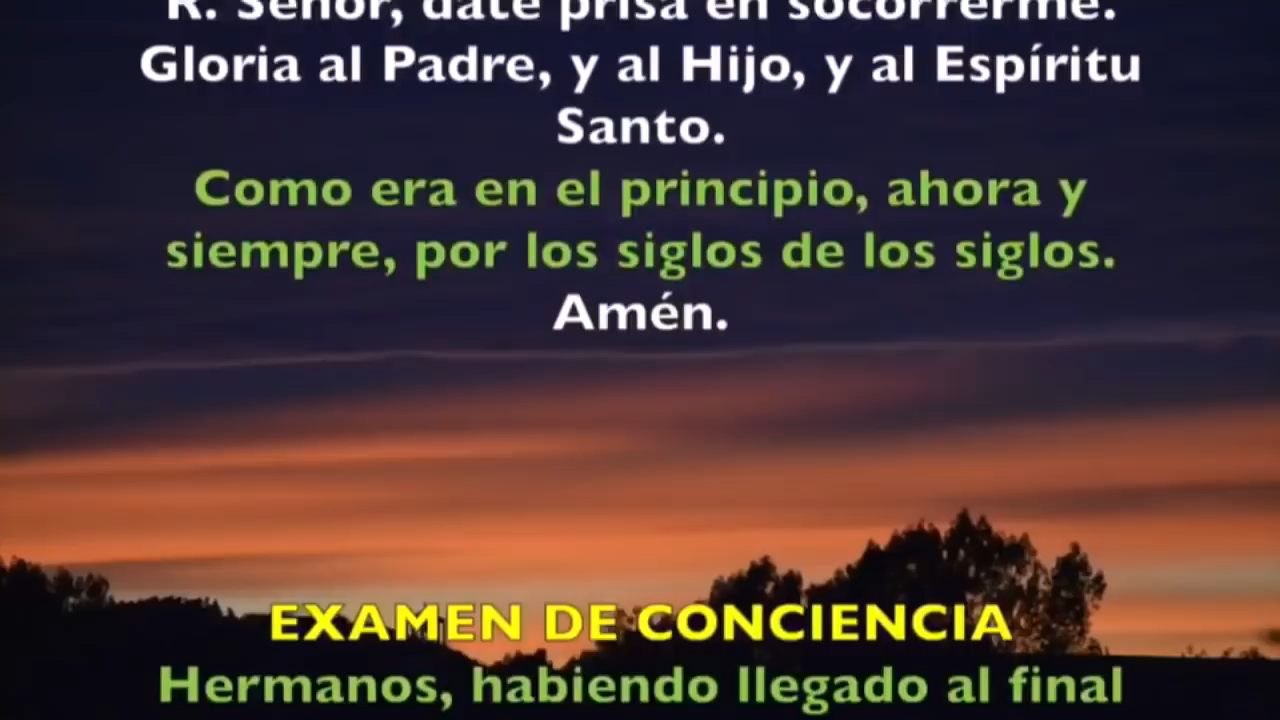 R. Señor, date prisa en socorrerme.
Gloria al Padre, y al Hijo, y al Espíritu
Santo.
Como era en el principio, ahora y
siempre, por los siglos de los siglos.
Amén.
EXAMEN DE CONCIENCIA
Hermanos, habiendo llegado al final